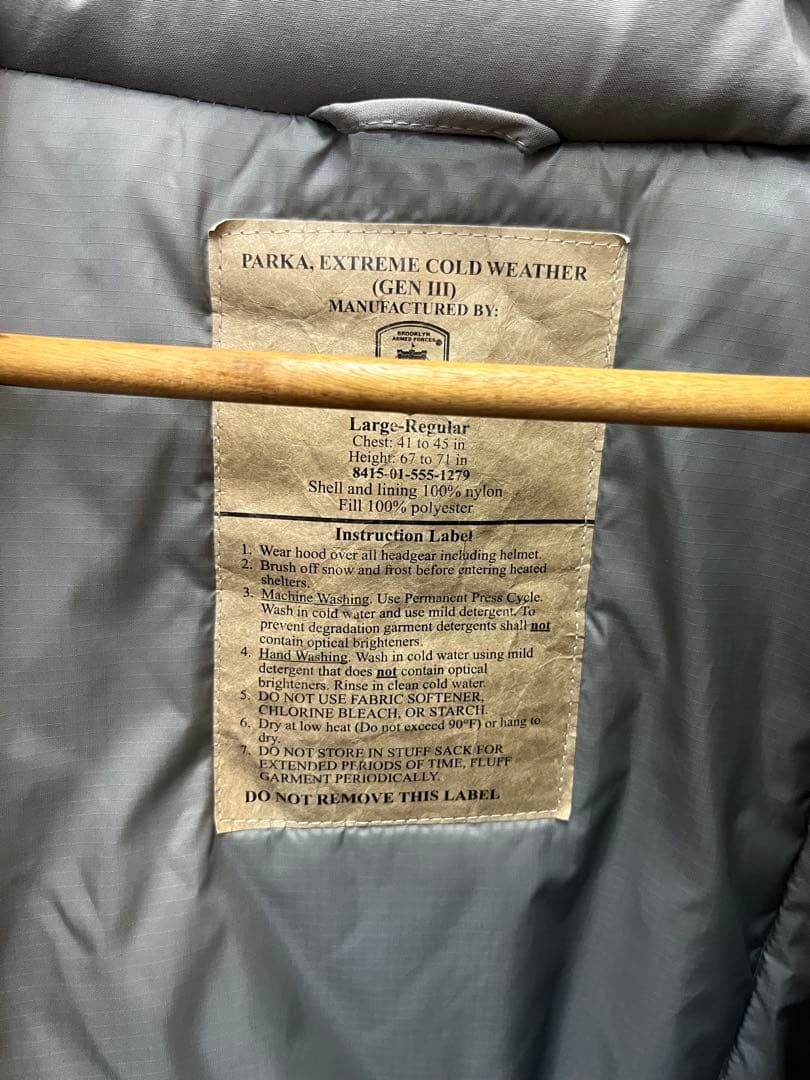 PARKA, EXTREME COLD WEATHER
(GEN III)
MANUFACTURED BY:
BROOKLYN
ARMED FORCES
Large-Regular
Chest: 41 to 45 in
Height: 67 to 71 in
8415-01-555-1279
Shell and lining 100% nylon
Fill 100% polyester
Instruction Label
1. Wear hood over all headgear including helmet.
2. Brush off snow and frost before entering heated
shelters.
3. Machine Washing. Use Permanent Press Cycle.
Wash in cold water and use mild detergent. To
prevent degradation garment detergents shall not
contain optical brighteners.
4. Hand Washing. Wash in cold water using mild
detergent that does not contain optical
brighteners. Rinse in clean cold water.
5. DO NOT USE FABRIC SOFTENER,
CHLORINE BLEACH, OR STARCH.
6. Dry at low heat (Do not exceed 90°F) or hang to
dry.
7. DO NOT STORE IN STUFF SACK FOR
EXTENDED PERIODS OF TIME, FLUFF
GARMENT PERIODICALLY.
DO NOT REMOVE THIS LABEL